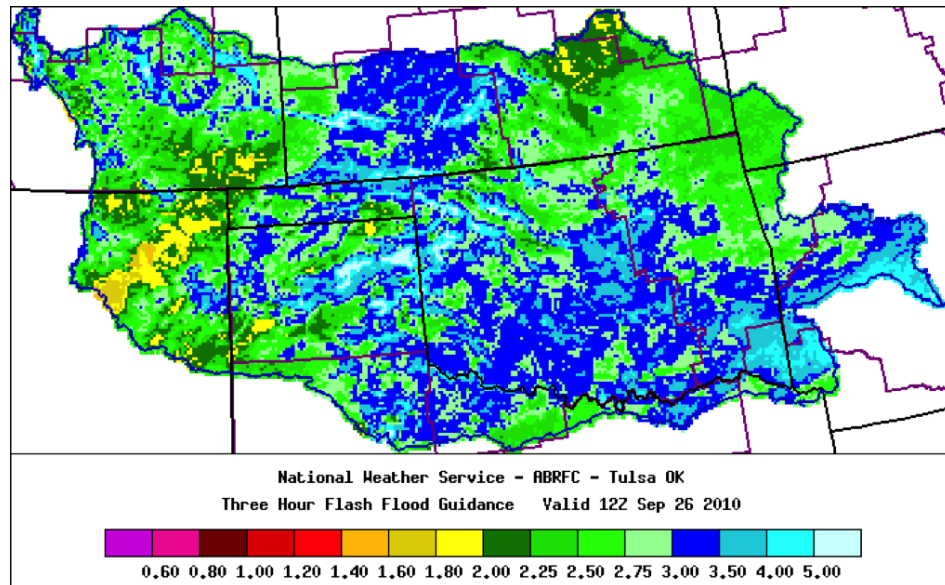 National Weather Service - ABRFC - Tulsa OK
Three Hour Flash Flood Guidance Valid 12Z Sep 26 2010
0.60 0.80 1.00 1.20 1.40 1.60 1.80 2.00 2.25 2.50 2.75 3.00 3.50 4.00 5.00